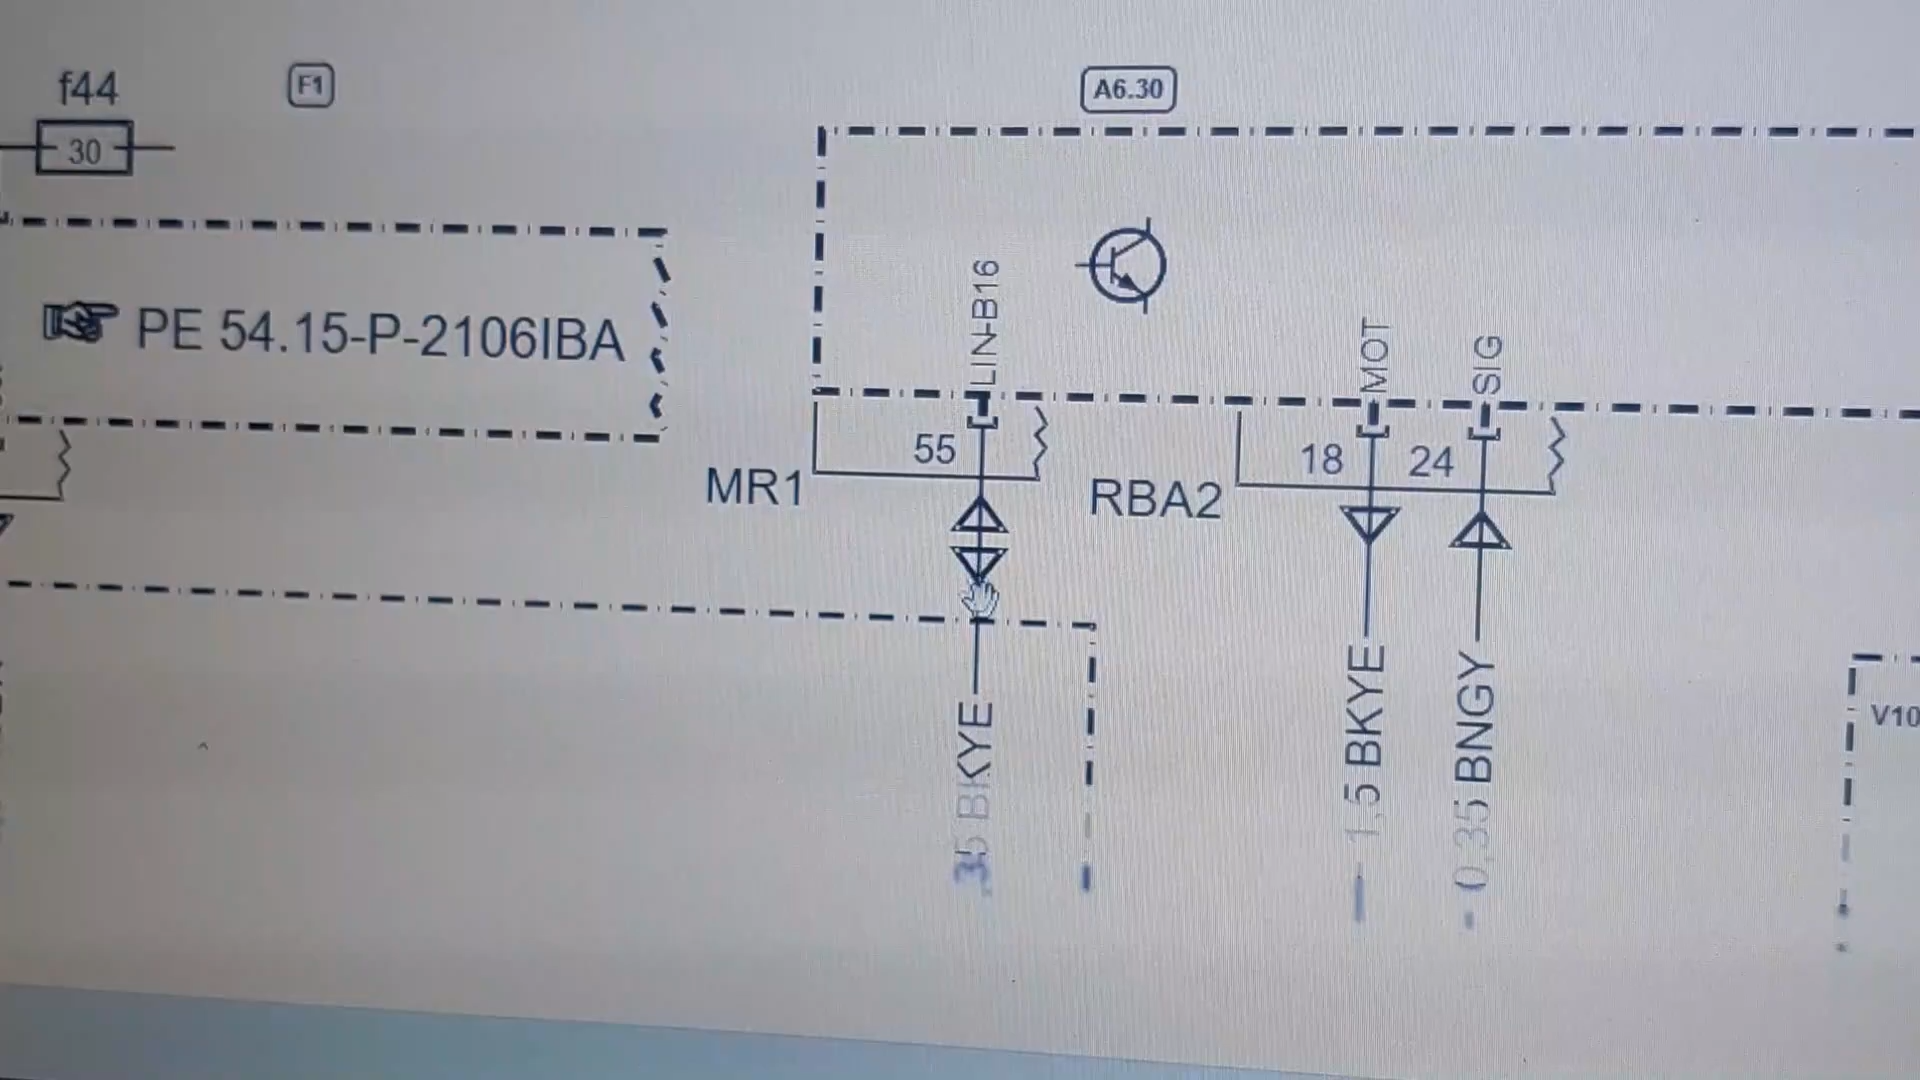 f44
F1
A6.30
30
PE 54.15-P-2106IBA
LIN-B16
MOT
SIG
55
18
24
MR1
RBA2
35 BKYE
1,5 BKYE
0,35 BNGY
V10